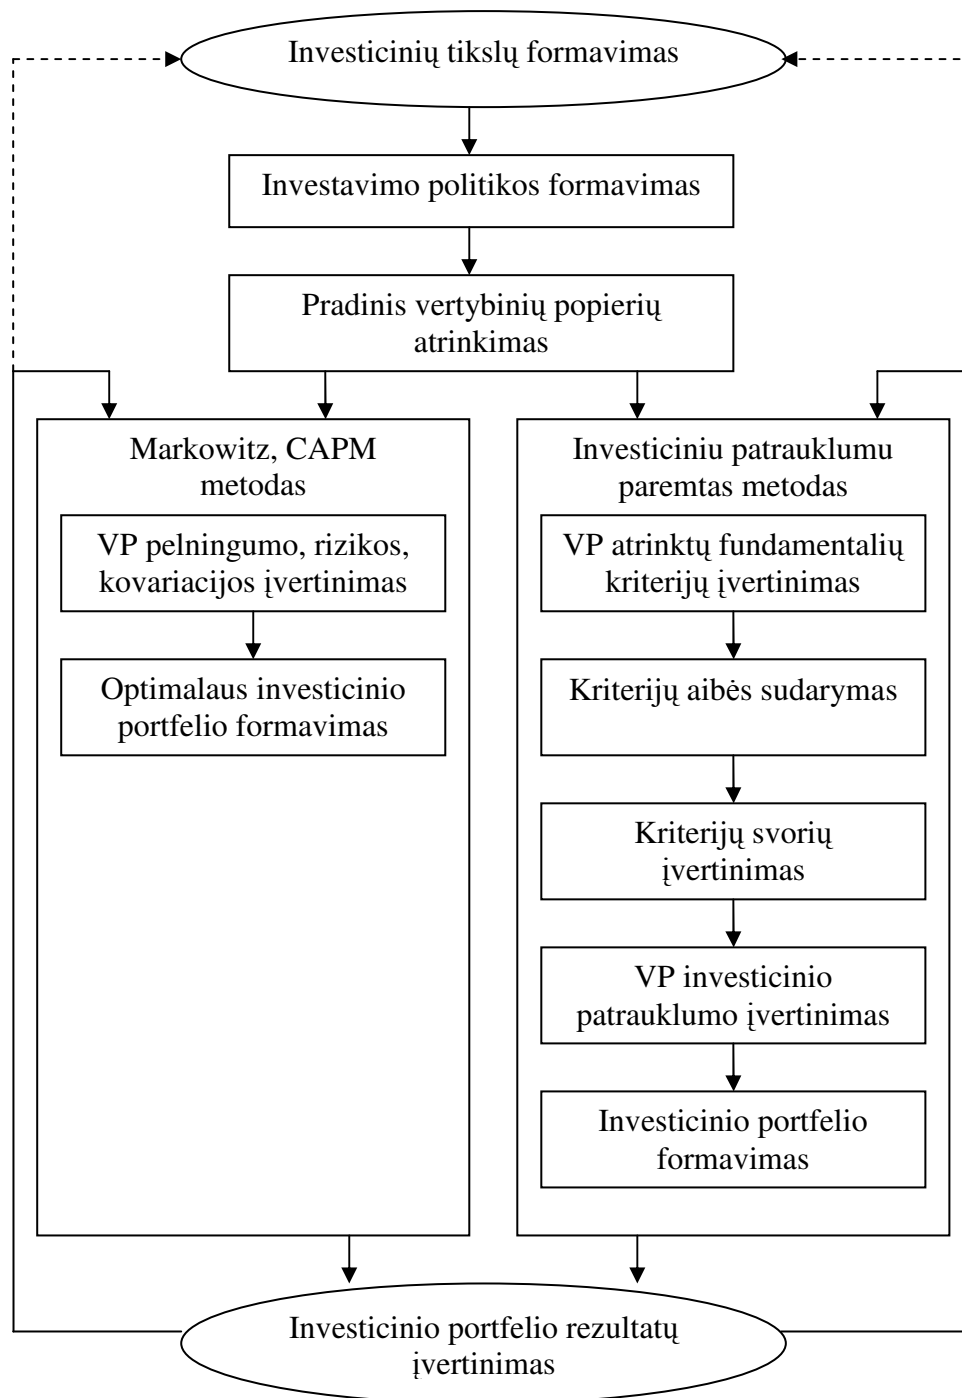 Investicinių tikslų formavimas
Investavimo politikos formavimas
Pradinis vertybinių popierių
atrinkimas
Markowitz, CAPM
metodas
VP pelningumo, rizikos,
kovariacijos įvertinimas
Optimalaus investicinio
portfelio formavimas
Investiciniu patrauklumu
paremtas metodas
VP atrinktų fundamentalių
kriterijų įvertinimas
Kriterijų aibės sudarymas
Kriterijų svorių
įvertinimas
VP investicinio
patrauklumo įvertinimas
Investicinio portfelio
formavimas
Investicinio portfelio rezultatų
įvertinimas